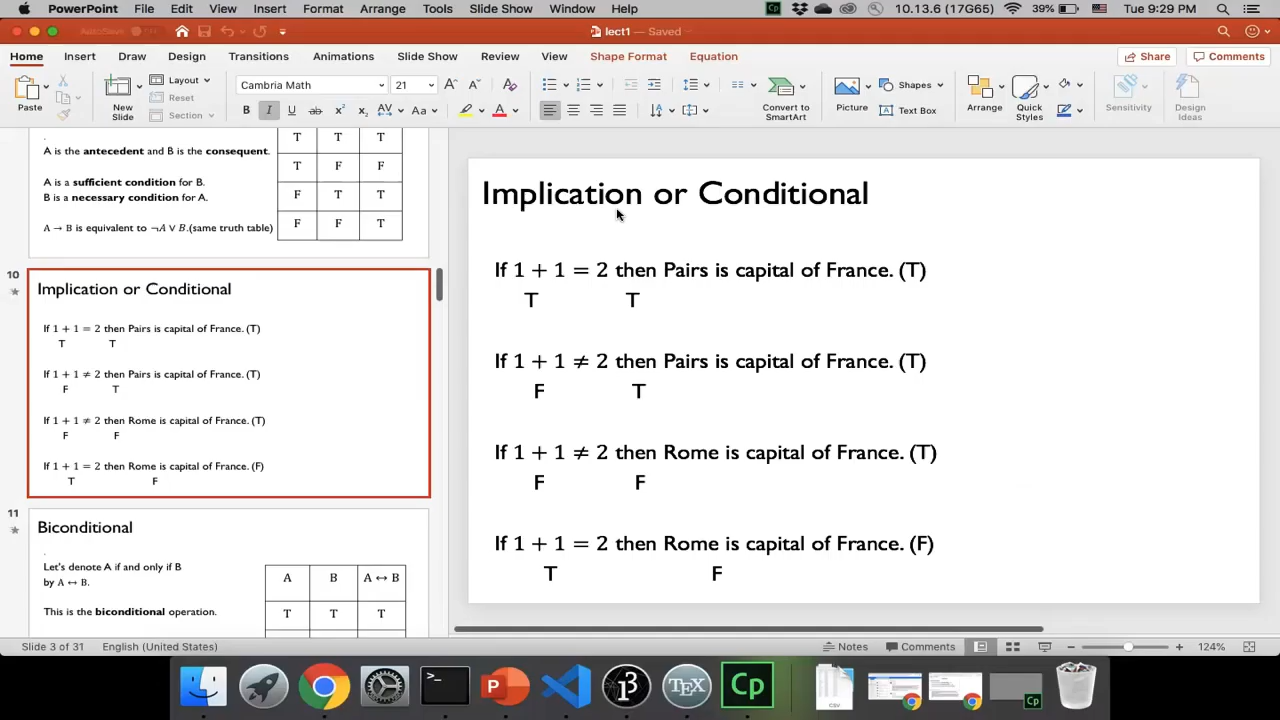 PowerPoint File Edit View Insert Format Arrange Tools Slide Show Window Help 10.13.6 (17G65) 39% Tue 9:29 PM
AutoSave lect1 — Saved
Home Insert Draw Design Transitions Animations Slide Show Review View Shape Format Equation Share Comments
Paste New Slide Layout Reset Section Cambria Math 21 Convert to SmartArt Picture Shapes Text Box Arrange Quick Styles Sensitivity Design Ideas
.
A is the antecedent and B is the consequent.
A is a sufficient condition for B.
B is a necessary condition for A.
A → B is equivalent to ¬A ∨ B.(same truth table)
T T T
T F F
F T T
F F T
10
Implication or Conditional
If 1 + 1 = 2 then Pairs is capital of France. (T)
T T
If 1 + 1 ≠ 2 then Pairs is capital of France. (T)
F T
If 1 + 1 ≠ 2 then Rome is capital of France. (T)
F F
If 1 + 1 = 2 then Rome is capital of France. (F)
T F
11
Biconditional
.
Let's denote A if and only if B
by A ↔ B.
This is the biconditional operation.
A B A ↔ B
T T T
Implication or Conditional
If 1 + 1 = 2 then Pairs is capital of France. (T)
T T
If 1 + 1 ≠ 2 then Pairs is capital of France. (T)
F T
If 1 + 1 ≠ 2 then Rome is capital of France. (T)
F F
If 1 + 1 = 2 then Rome is capital of France. (F)
T F
Slide 3 of 31 English (United States) Notes Comments 124%
>_ P i3 TEX Cp CSV Cp